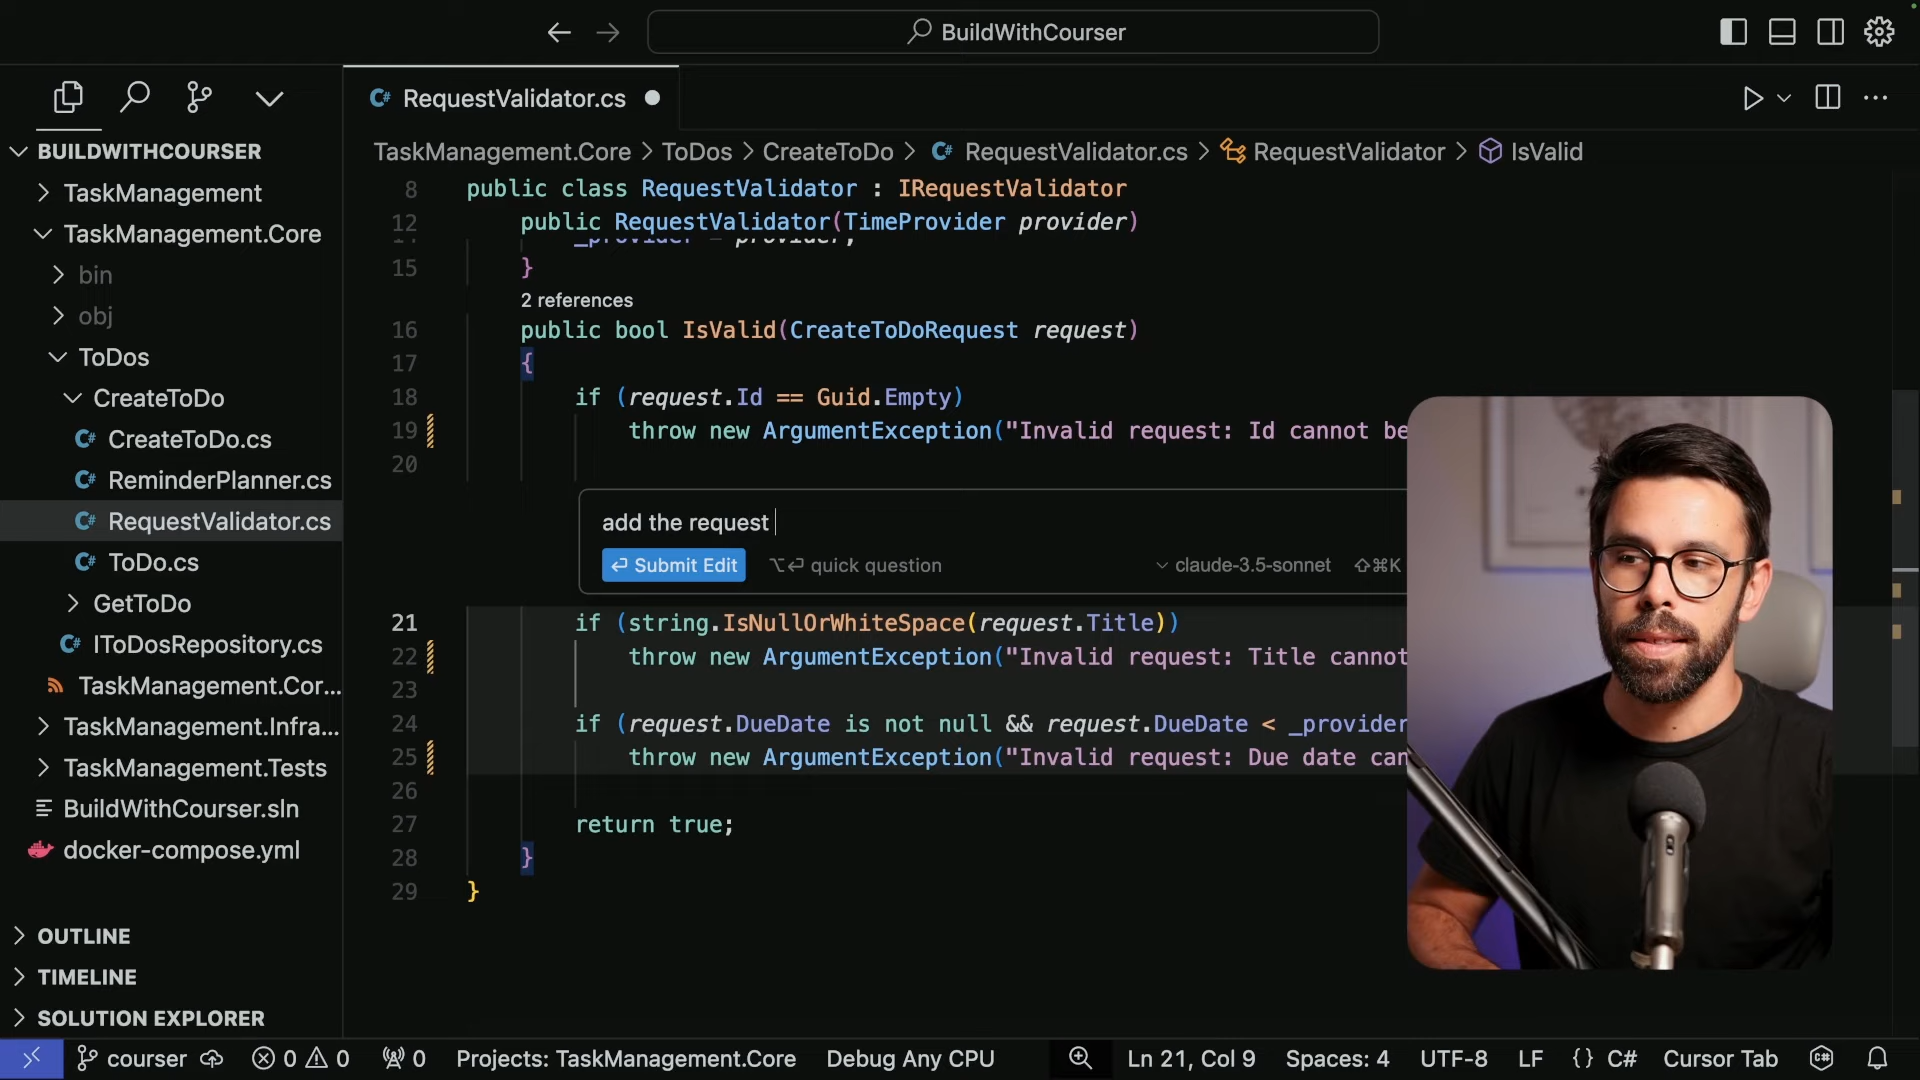 BuildWithCourser
RequestValidator.cs
BUILDWITHCOURSER
TaskManagement
TaskManagement.Core
bin
obj
ToDos
CreateToDo
CreateToDo.cs
ReminderPlanner.cs
RequestValidator.cs
ToDo.cs
GetToDo
IToDosRepository.cs
TaskManagement.Cor...
TaskManagement.Infra...
TaskManagement.Tests
BuildWithCourser.sln
docker-compose.yml
OUTLINE
TIMELINE
SOLUTION EXPLORER
TaskManagement.Core > ToDos > CreateToDo > RequestValidator.cs > RequestValidator > IsValid
8 public class RequestValidator : IRequestValidator
12 public RequestValidator(TimeProvider provider)
14 _provider = provider;
15 }
2 references
16 public bool IsValid(CreateToDoRequest request)
17 {
18 if (request.Id == Guid.Empty)
19 throw new ArgumentException("Invalid request: Id cannot be
20
add the request
Submit Edit ⌥↵ quick question claude-3.5-sonnet ⇧⌘K
21 if (string.IsNullOrWhiteSpace(request.Title))
22 throw new ArgumentException("Invalid request: Title cannot
23
24 if (request.DueDate is not null && request.DueDate < _provider
25 throw new ArgumentException("Invalid request: Due date can
26
27 return true;
28 }
29 }
courser 0 0 0 Projects: TaskManagement.Core Debug Any CPU Ln 21, Col 9 Spaces: 4 UTF-8 LF {} C# Cursor Tab